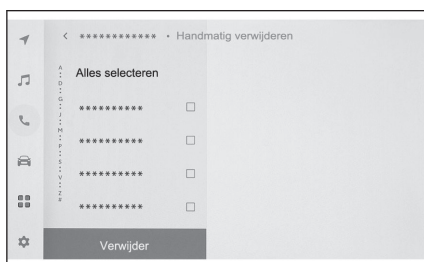 < ************ • Handmatig verwijderen
Alles selecteren
**********
**********
**********
**********
A
D
G
J
M
P
S
V
Z
#
Verwijder